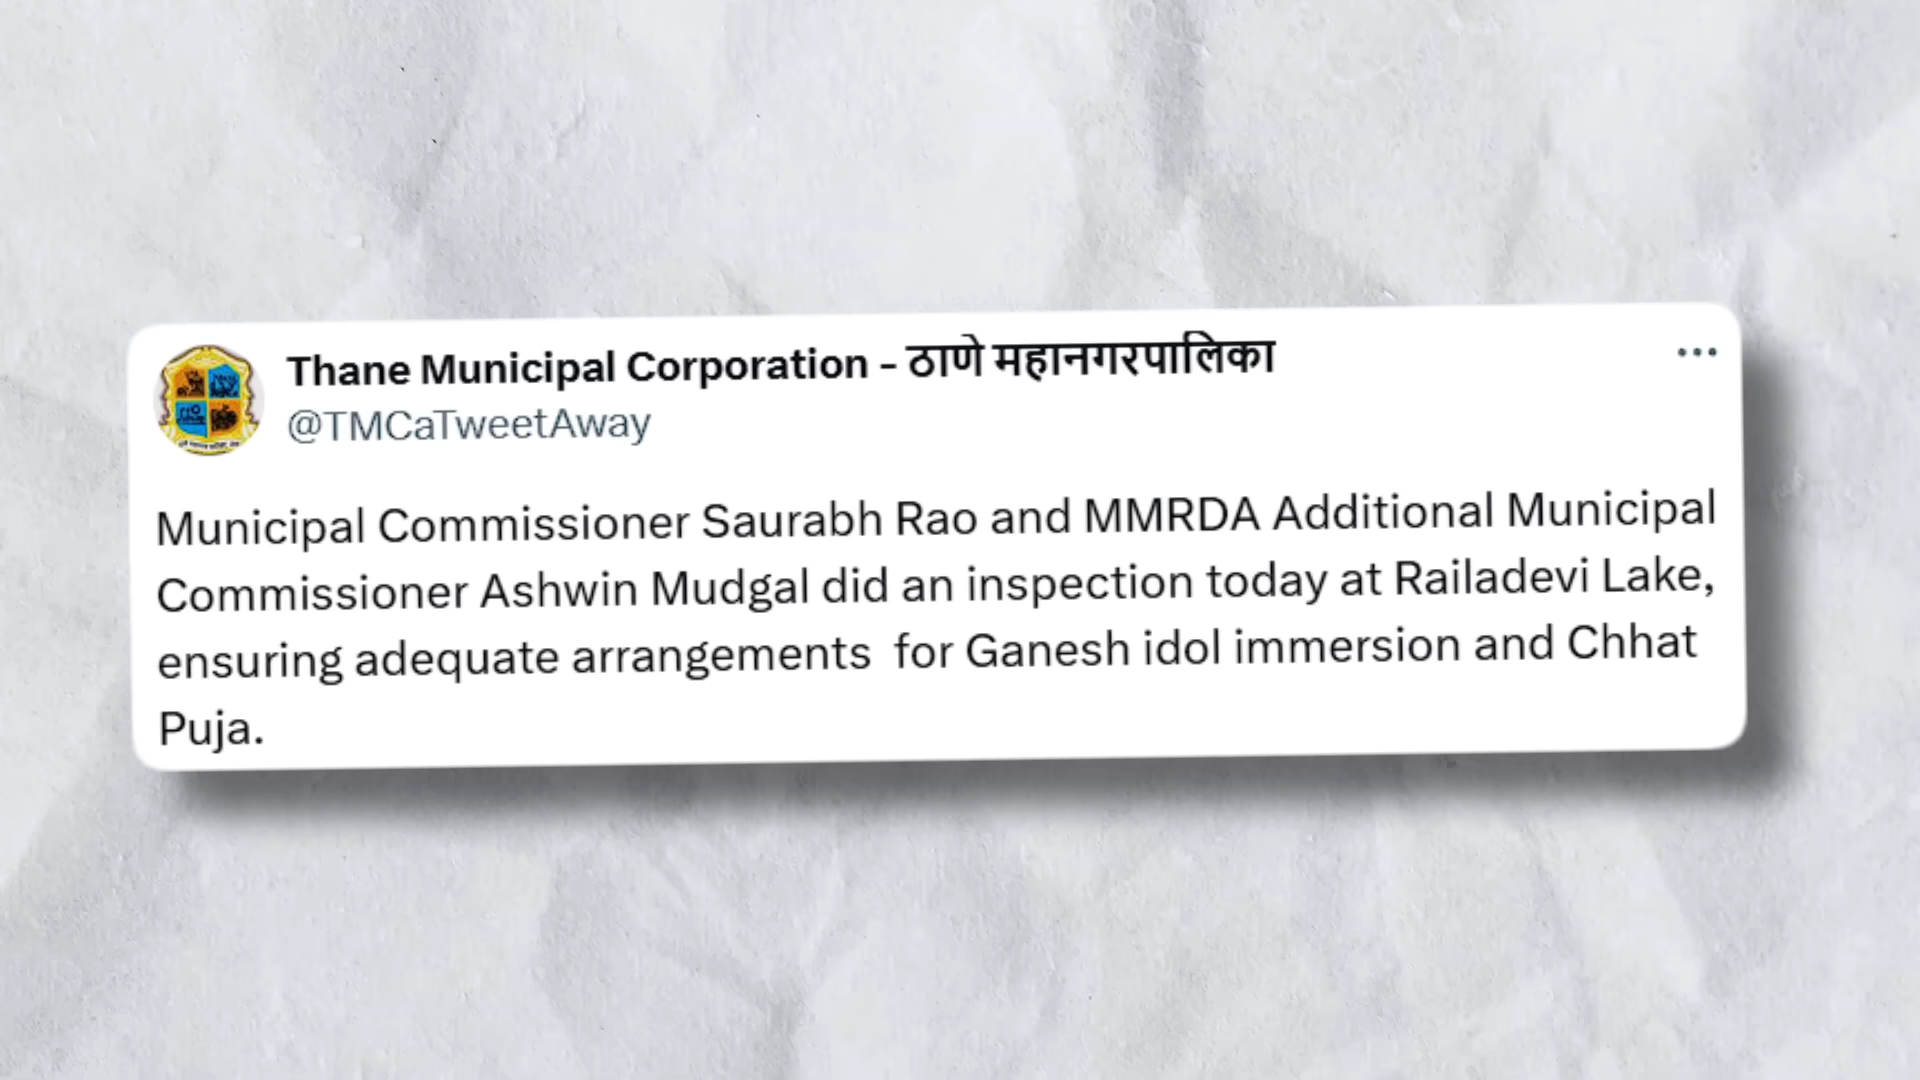 Thane Municipal Corporation - ठाणे महानगरपालिका
@TMCaTweetAway
Municipal Commissioner Saurabh Rao and MMRDA Additional Municipal
Commissioner Ashwin Mudgal did an inspection today at Railadevi Lake,
ensuring adequate arrangements  for Ganesh idol immersion and Chhat
Puja.